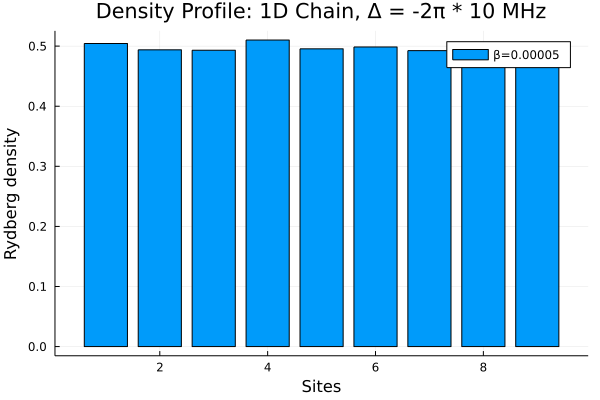 Density Profile: 1D Chain, Δ = -2π * 10 MHz
β=0.00005
Rydberg density
0.5
0.4
0.3
0.2
0.1
0.0
2 4 6 8
Sites